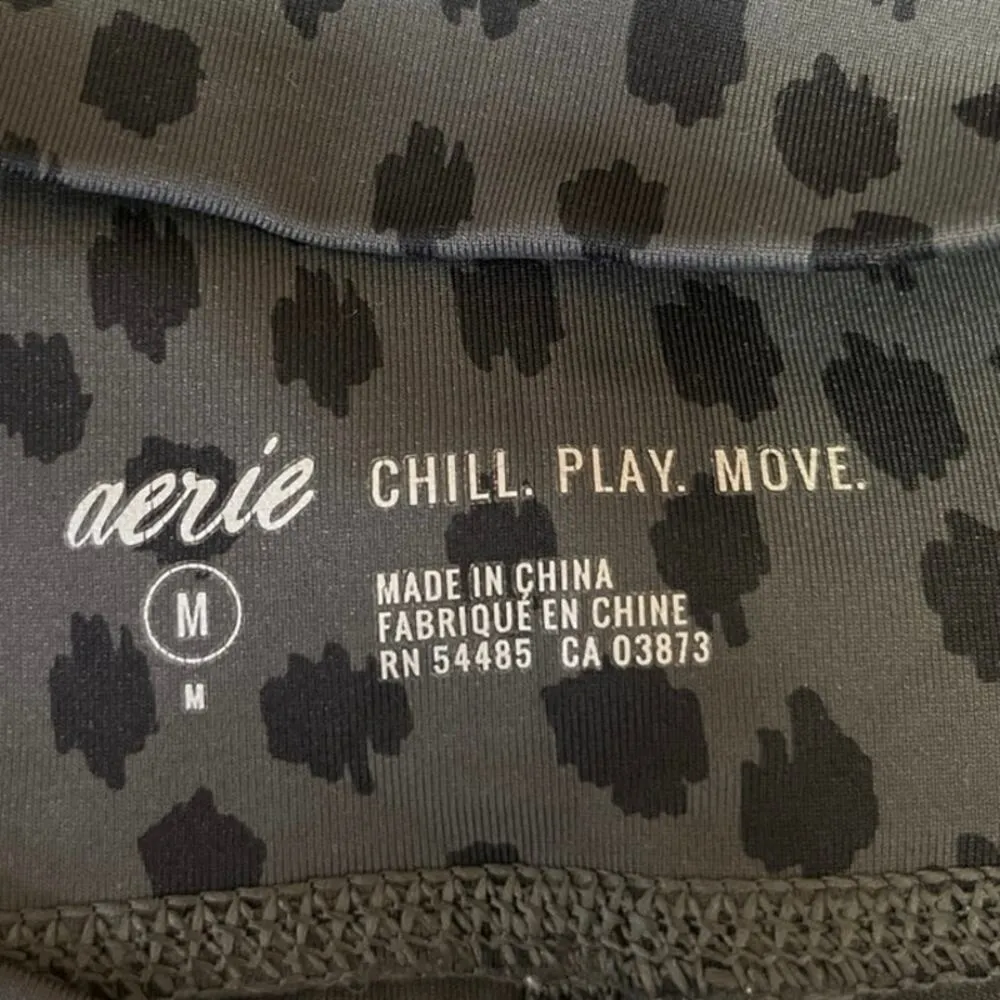 aerie CHILL. PLAY. MOVE.
M
M
MADE IN CHINA
FABRIQUÉ EN CHINE
RN 54485 CA 03873